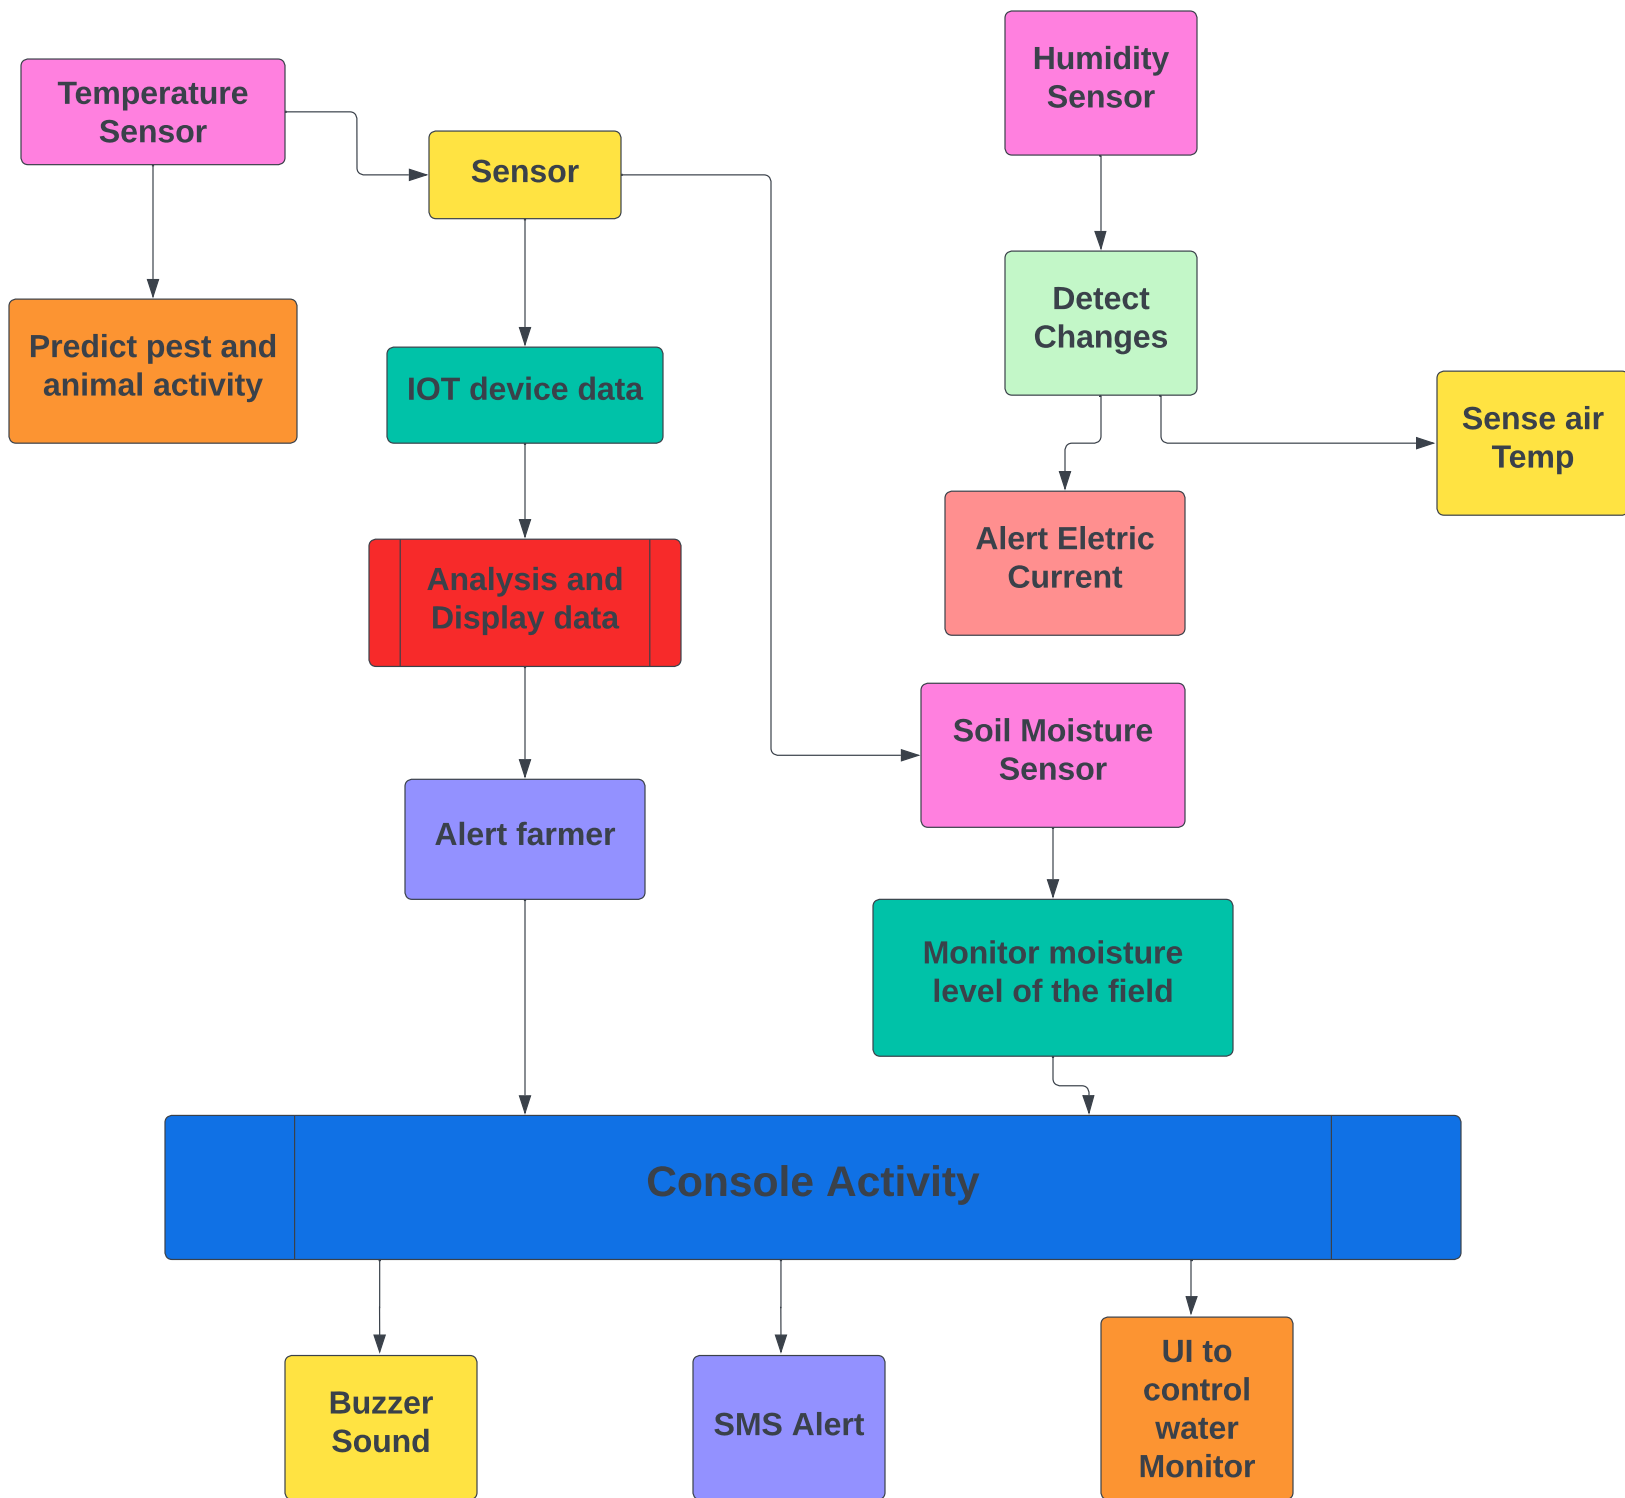 Temperature
Sensor
Humidity
Sensor
Sensor
Predict pest and
animal activity
IOT device data
Detect
Changes
Sense air
Temp
Analysis and
Display data
Alert Eletric
Current
Alert farmer
Soil Moisture
Sensor
Monitor moisture
level of the field
Console Activity
Buzzer
Sound
SMS Alert
UI to
control
water
Monitor